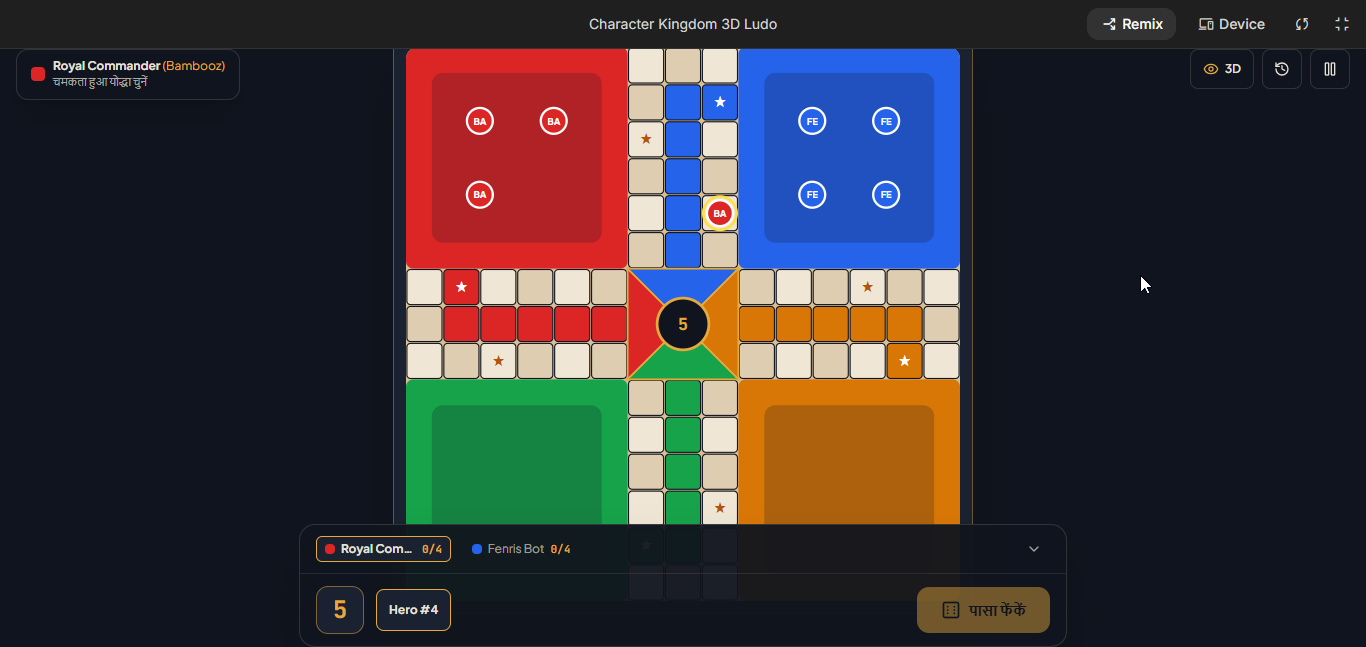 Character Kingdom 3D Ludo
Remix
Device
Royal Commander (Bambooz)
चमकता हुआ योद्धा चुनें
3D
BA BA
BA
BA
FE FE
FE FE
5
Royal Com... 0/4
Fenris Bot 0/4
5
Hero #4
पासा फेंकें